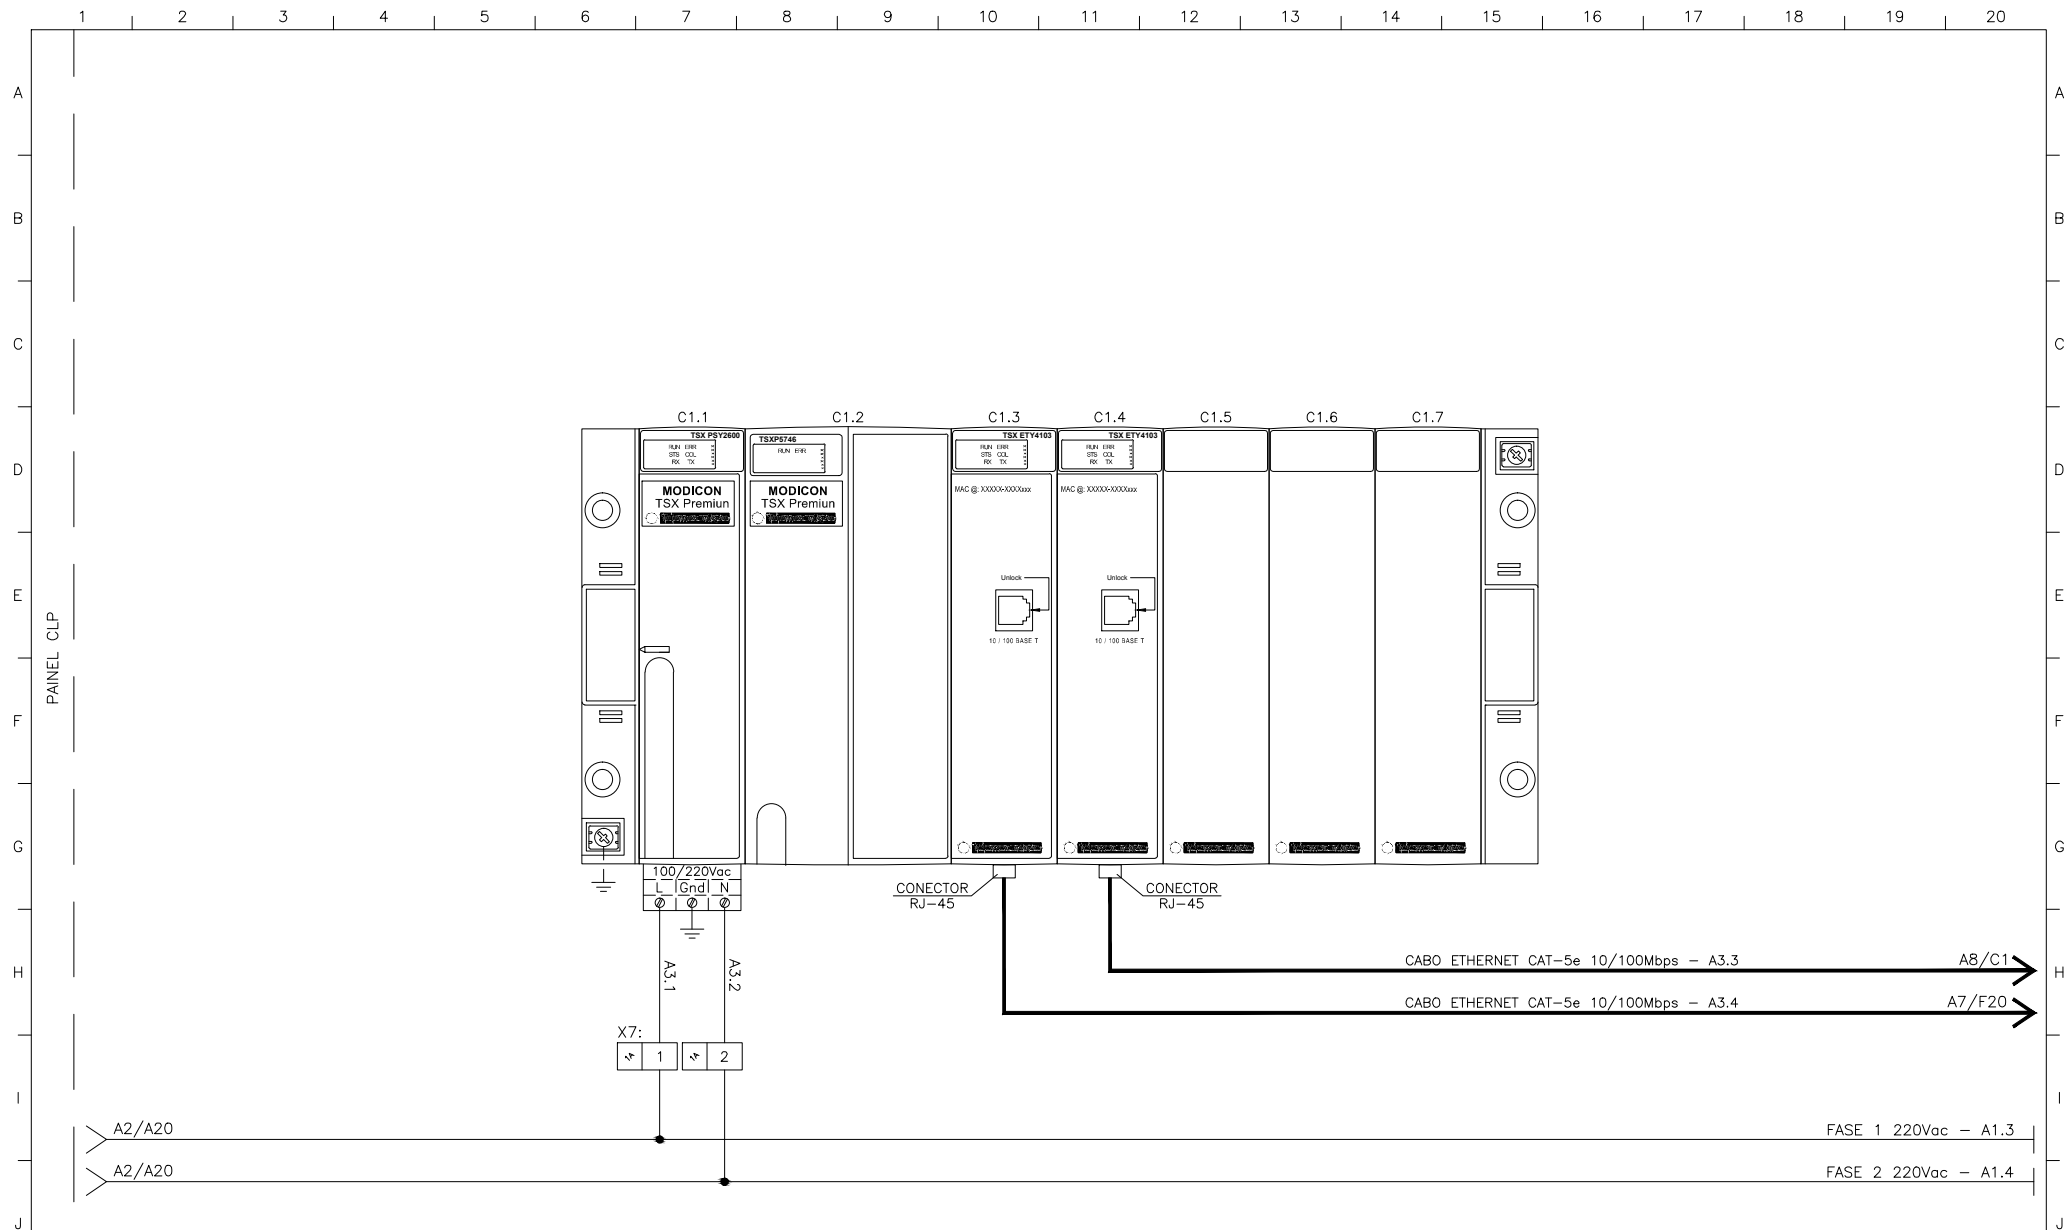 1 2 3 4 5 6 7 8 9 10 11 12 13 14 15 16 17 18 19 20
A A
B B
C C
C1.1 C1.2 C1.3 C1.4 C1.5 C1.6 C1.7
TSX PSY2600
RUN ERR
STS COL
RX TX
TSXP5746
RUN ERR
TSX ETY4103
RUN ERR
STS COL
RX TX
TSX ETY4103
RUN ERR
STS COL
RX TX
D D
MODICON
TSX Premiun
MODICON
TSX Premiun
MAC @: XXXXX-XXXXxxx
MAC @: XXXXX-XXXXxxx
Unlock
Unlock
E E
10 / 100 BASE T
10 / 100 BASE T
PAINEL CLP
F F
G G
100/220Vac
L Gnd N
CONECTOR
RJ-45
CONECTOR
RJ-45
A3.1
A3.2
H H
CABO ETHERNET CAT-5e 10/100Mbps - A3.3 A8/C1
CABO ETHERNET CAT-5e 10/100Mbps - A3.4 A7/F20
X7:
1A 1 1A 2
I I
A2/A20 FASE 1 220Vac - A1.3
A2/A20 FASE 2 220Vac - A1.4
J J